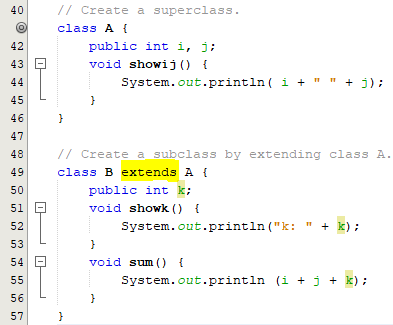 40 // Create a superclass.
class A {
42 public int i, j;
43 void showij() {
44 System.out.println( i + " " + j);
45 }
46 }
47
48 // Create a subclass by extending class A.
49 class B extends A {
50 public int k;
51 void showk() {
52 System.out.println("k: " + k);
53 }
54 void sum() {
55 System.out.println (i + j + k);
56 }
57 }